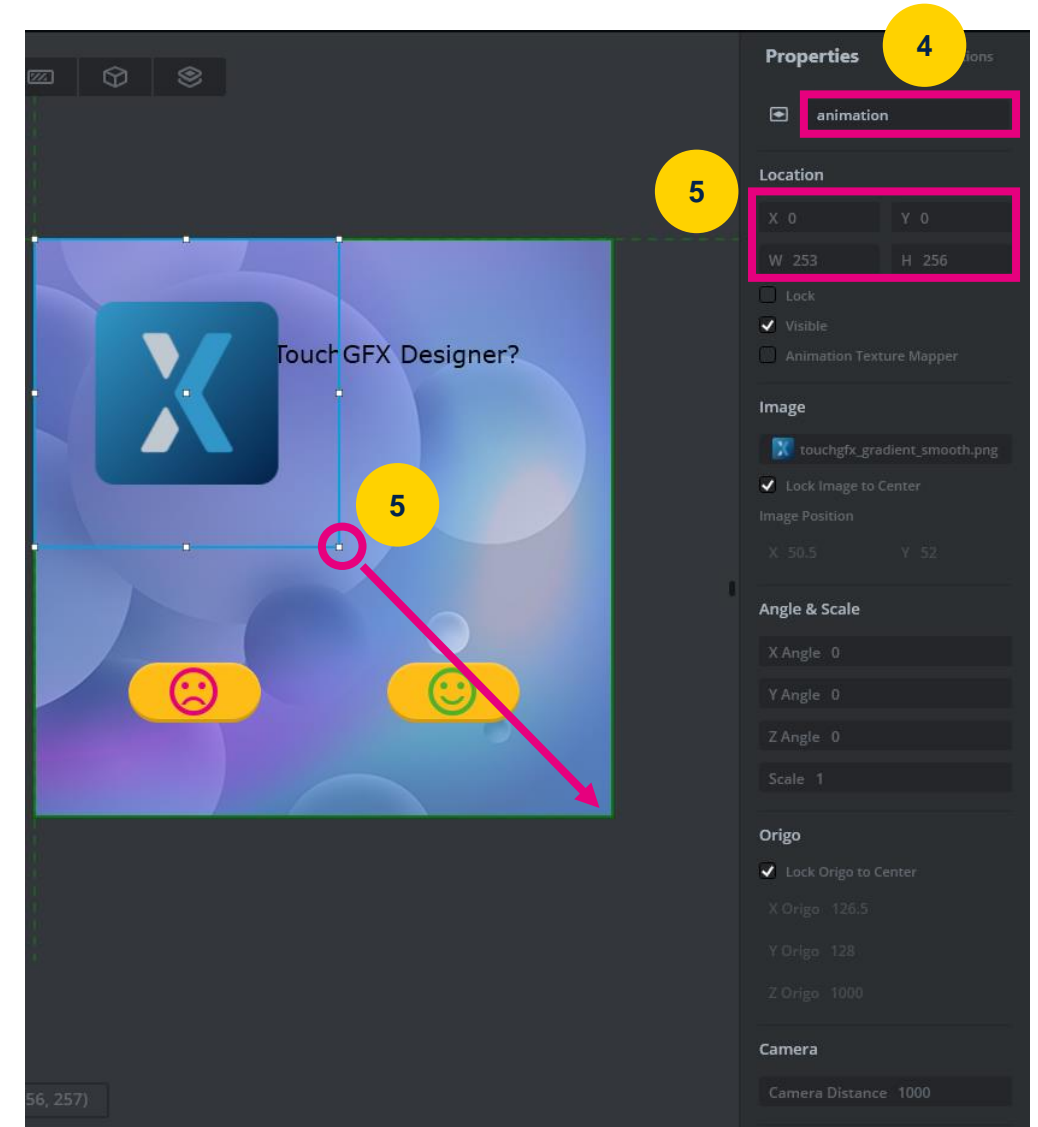 4
Properties
ions
animation
5
Location
X 0 Y 0
W 253 H 256
Lock
Visible
TouchGFX Designer?
Animation Texture Mapper
Image
touchgfx_gradient_smooth.png
Lock Image to Center
5
Image Position
X 50.5 Y 52
Angle & Scale
X Angle 0
Y Angle 0
Z Angle 0
Scale 1
Origo
Lock Origo to Center
X Origo 126.5
Y Origo 128
Z Origo 1000
Camera
Camera Distance 1000
56, 257)